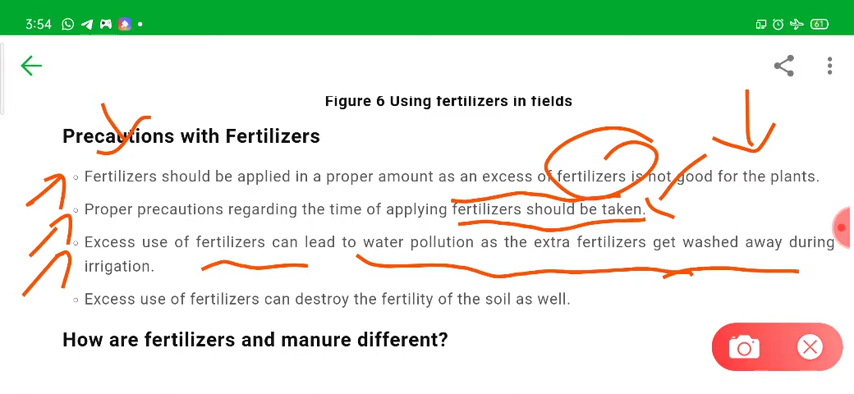 3:54
61
Figure 6 Using fertilizers in fields
Precautions with Fertilizers
Fertilizers should be applied in a proper amount as an excess of fertilizers is not good for the plants.
Proper precautions regarding the time of applying fertilizers should be taken.
Excess use of fertilizers can lead to water pollution as the extra fertilizers get washed away during
irrigation.
Excess use of fertilizers can destroy the fertility of the soil as well.
How are fertilizers and manure different?